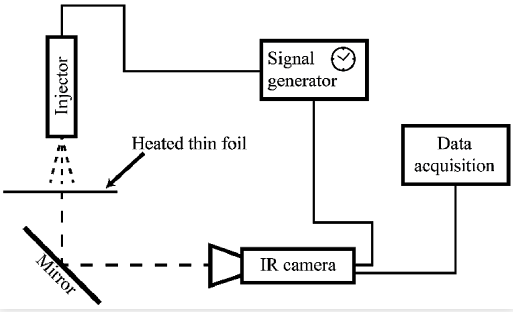 Injector
Signal
generator
Heated thin foil
Data
acquisition
IR camera
Mirror